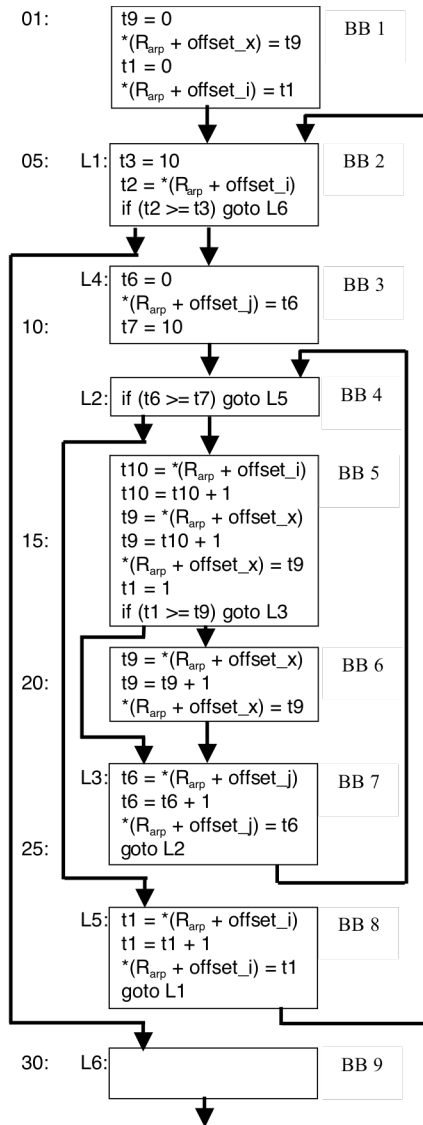 01:
t9 = 0
BB 1
*(Rarp + offset_x) = t9
t1 = 0
*(Rarp + offset_i) = t1
05: L1: t3 = 10
BB 2
t2 = *(Rarp + offset_i)
if (t2 >= t3) goto L6
L4: t6 = 0
BB 3
*(Rarp + offset_j) = t6
10: t7 = 10
L2: if (t6 >= t7) goto L5
BB 4
t10 = *(Rarp + offset_i)
BB 5
t10 = t10 + 1
t9 = *(Rarp + offset_x)
15: t9 = t10 + 1
*(Rarp + offset_x) = t9
t1 = 1
if (t1 >= t9) goto L3
t9 = *(Rarp + offset_x)
BB 6
20: t9 = t9 + 1
*(Rarp + offset_x) = t9
L3: t6 = *(Rarp + offset_j)
BB 7
t6 = t6 + 1
*(Rarp + offset_j) = t6
25: goto L2
L5: t1 = *(Rarp + offset_i)
BB 8
t1 = t1 + 1
*(Rarp + offset_i) = t1
goto L1
30: L6:
BB 9